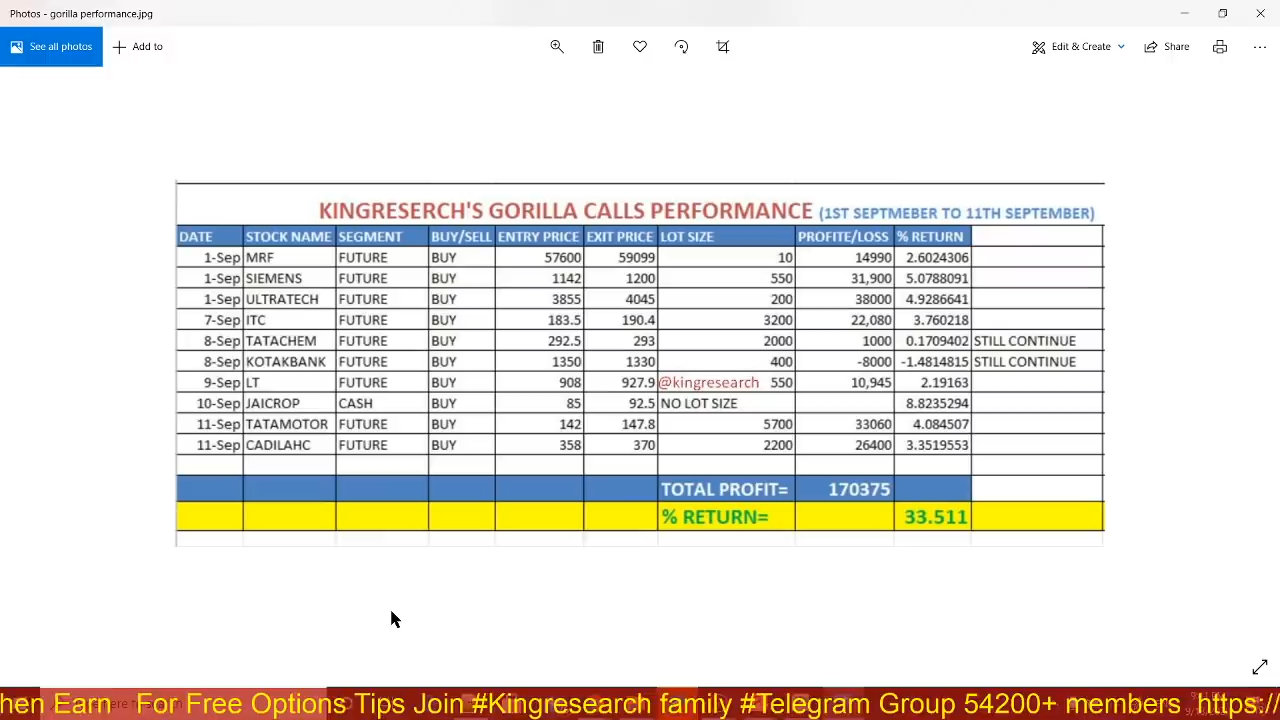 Photos - gorilla performance.jpg
See all photos Add to Edit & Create Share
KINGRESERCH'S GORILLA CALLS PERFORMANCE (1ST SEPTMEBER TO 11TH SEPTEMBER)
DATE STOCK NAME SEGMENT BUY/SELL ENTRY PRICE EXIT PRICE LOT SIZE PROFITE/LOSS % RETURN
1-Sep MRF FUTURE BUY 57600 59099 10 14990 2.6024306
1-Sep SIEMENS FUTURE BUY 1142 1200 550 31,900 5.0788091
1-Sep ULTRATECH FUTURE BUY 3855 4045 200 38000 4.9286641
7-Sep ITC FUTURE BUY 183.5 190.4 3200 22,080 3.760218
8-Sep TATACHEM FUTURE BUY 292.5 293 2000 1000 0.1709402 STILL CONTINUE
8-Sep KOTAKBANK FUTURE BUY 1350 1330 400 -8000 -1.4814815 STILL CONTINUE
9-Sep LT FUTURE BUY 908 927.9 @kingresearch 550 10,945 2.19163
10-Sep JAICROP CASH BUY 85 92.5 NO LOT SIZE 8.8235294
11-Sep TATAMOTOR FUTURE BUY 142 147.8 5700 33060 4.084507
11-Sep CADILAHC FUTURE BUY 358 370 2200 26400 3.3519553
TOTAL PROFIT= 170375
% RETURN= 33.511
hen Earn For Free Options Tips Join #Kingresearch family #Telegram Group 54200+ members https:/